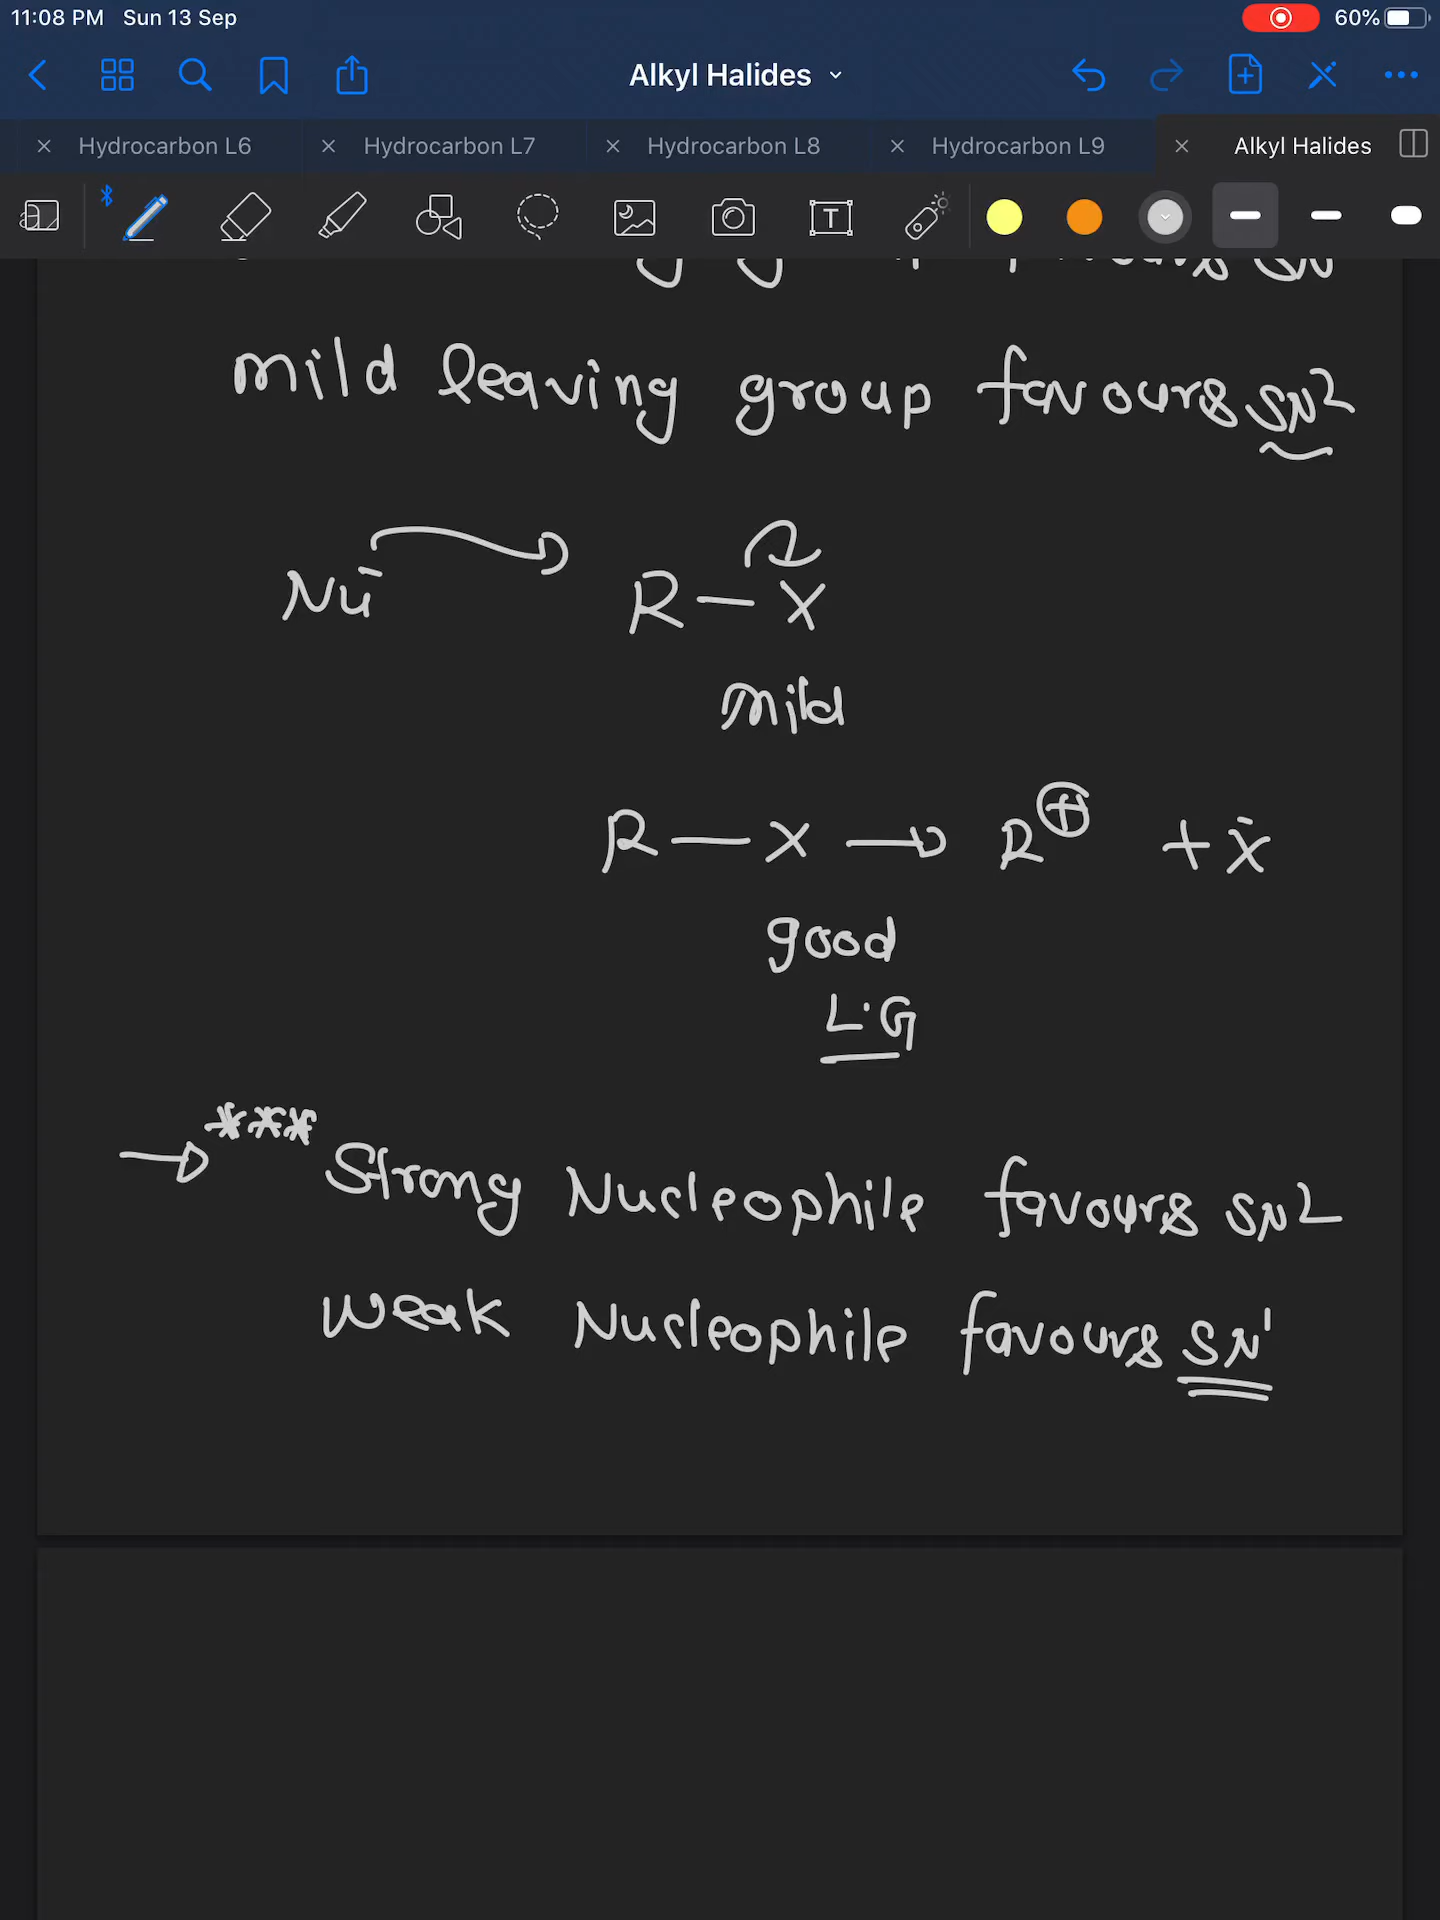 11:08 PM Sun 13 Sep 60%
Alkyl Halides
Hydrocarbon L6 Hydrocarbon L7 Hydrocarbon L8 Hydrocarbon L9 Alkyl Halides
mild leaving group favours SN2
Nu⁻ R-X
mild
R-X → R⊕ + X⁻
good
L.G
→ *** Strong Nucleophile favours SN2
weak Nucleophile favours SN1